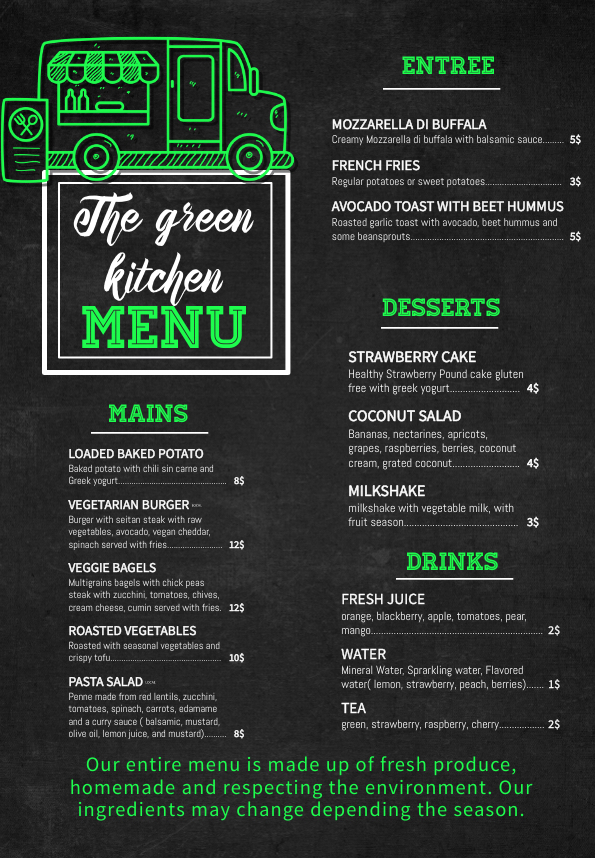 The green
kitchen
MENU
MAINS
LOADED BAKED POTATO
Baked potato with chili sin carne and
Greek yogurt........................................ 8$
VEGETARIAN BURGER
Burger with seitan steak with raw
vegetables, avocado, vegan cheddar,
spinach served with fries.................... 12$
VEGGIE BAGELS
Multigrains bagels with chick peas
steak with zucchini, tomatoes, chives,
cream cheese, cumin served with fries. 12$
ROASTED VEGETABLES
Roasted with seasonal vegetables and
crispy tofu........................................ 10$
PASTA SALAD
Penne made from red lentils, zucchini,
tomatoes, spinach, carrots, edamame
and a curry sauce ( balsamic, mustard,
olive oil, lemon juice, and mustard)........ 8$
ENTREE
MOZZARELLA DI BUFFALA
Creamy Mozzarella di buffala with balsamic sauce........ 5$
FRENCH FRIES
Regular potatoes or sweet potatoes............................ 3$
AVOCADO TOAST WITH BEET HUMMUS
Roasted garlic toast with avocado, beet hummus and
some beansprouts........................................................ 5$
DESSERTS
STRAWBERRY CAKE
Healthy Strawberry Pound cake gluten
free with greek yogurt.......................... 4$
COCONUT SALAD
Bananas, nectarines, apricots,
grapes, raspberries, berries, coconut
cream, grated coconut......................... 4$
MILKSHAKE
milkshake with vegetable milk, with
fruit season.......................................... 3$
DRINKS
FRESH JUICE
orange, blackberry, apple, tomatoes, pear,
mango................................................................ 2$
WATER
Mineral Water, Sprarkling water, Flavored
water( lemon, strawberry, peach, berries)....... 1$
TEA
green, strawberry, raspberry, cherry................. 2$
Our entire menu is made up of fresh produce,
homemade and respecting the environment. Our
ingredients may change depending the season.